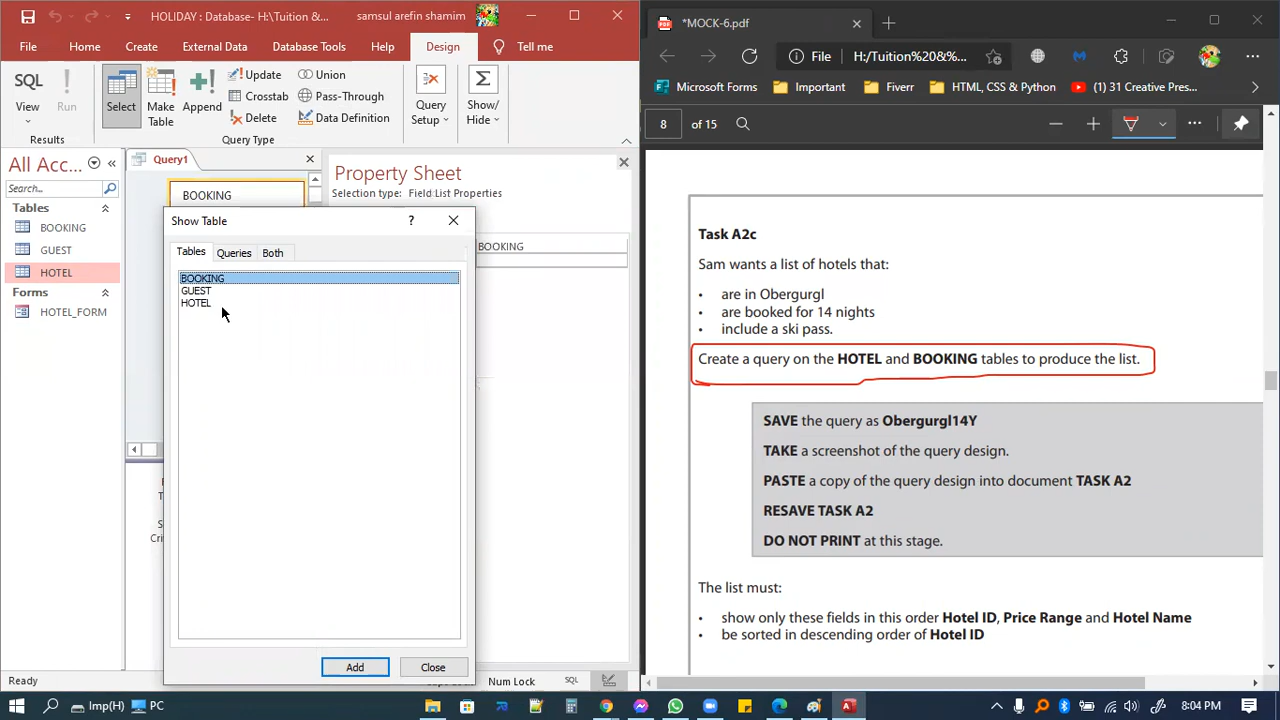 HOLIDAY : Database- H:\Tuition &...
samsul arefin shamim
File
Home
Create
External Data
Database Tools
Help
Design
Tell me
SQL
View
Run
Select
Make
Table
Append
Update
Crosstab
Delete
Union
Pass-Through
Data Definition
Query
Setup
Show/
Hide
Results
Query Type
All Acc...
Search...
Tables
BOOKING
GUEST
HOTEL
Forms
HOTEL_FORM
Query1
BOOKING
Property Sheet
Selection type: Field List Properties
BOOKING
Show Table
?
Tables
Queries
Both
BOOKING
GUEST
HOTEL
Add
Close
Ready
Num Lock
SQL
*MOCK-6.pdf
File
H:/Tuition%20&%...
Microsoft Forms
Important
Fiverr
HTML, CSS & Python
(1) 31 Creative Pres...
8
of 15
Task A2c
Sam wants a list of hotels that:
• are in Obergurgl
• are booked for 14 nights
• include a ski pass.
Create a query on the HOTEL and BOOKING tables to produce the list.
SAVE the query as Obergurgl14Y
TAKE a screenshot of the query design.
PASTE a copy of the query design into document TASK A2
RESAVE TASK A2
DO NOT PRINT at this stage.
The list must:
• show only these fields in this order Hotel ID, Price Range and Hotel Name
• be sorted in descending order of Hotel ID
Imp(H)
PC
8:04 PM